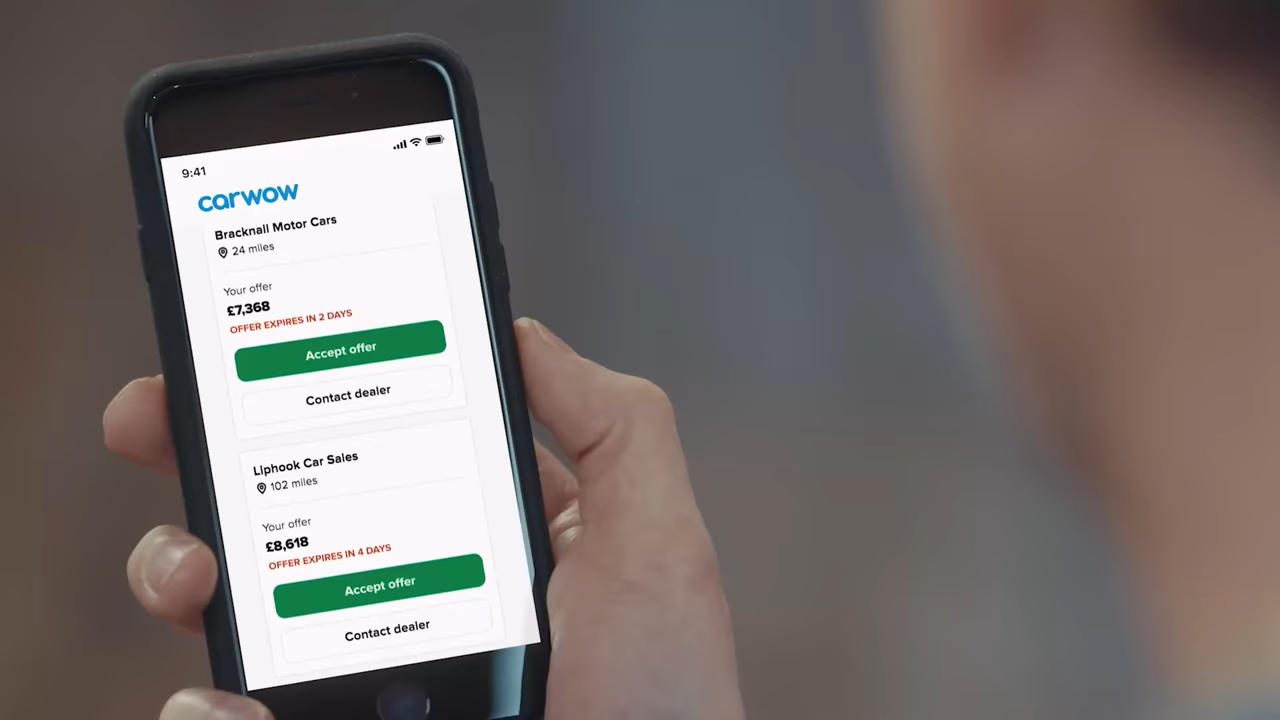 9:41
carwow
Bracknall Motor Cars
24 miles
Your offer
£7,368
OFFER EXPIRES IN 2 DAYS
Accept offer
Contact dealer
Liphook Car Sales
102 miles
Your offer
£8,618
OFFER EXPIRES IN 4 DAYS
Accept offer
Contact dealer